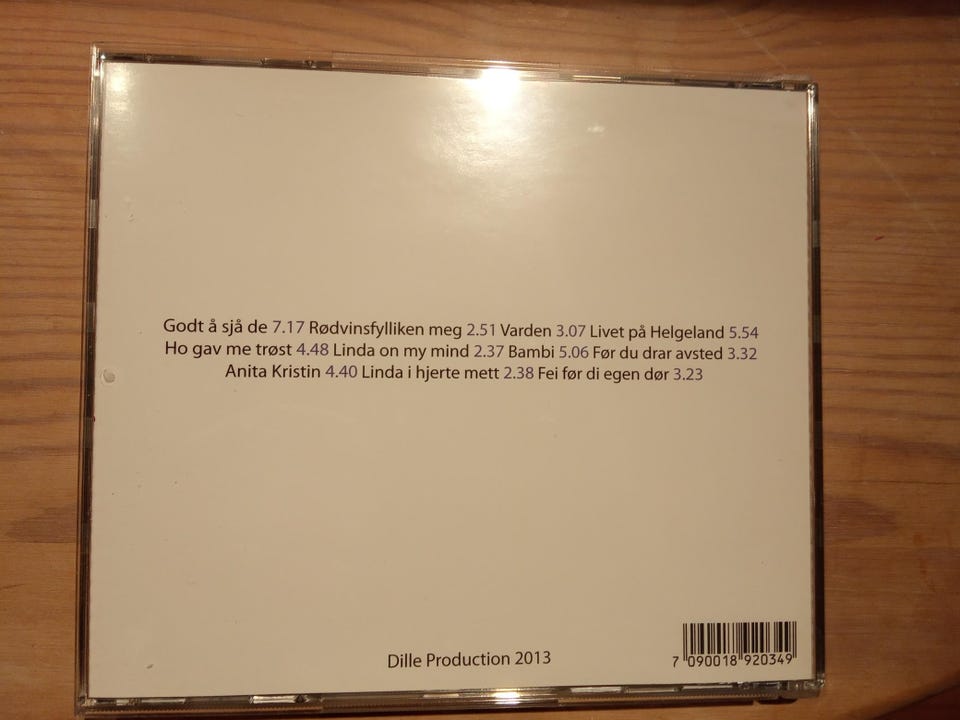 Godt å sjå de 7.17 Rødvinsfylliken meg 2.51 Varden 3.07 Livet på Helgeland 5.54
Ho gav me trøst 4.48 Linda on my mind 2.37 Bambi 5.06 Før du drar avsted 3.32
Anita Kristin 4.40 Linda i hjerte mett 2.38 Fei før di egen dør 3.23
Dille Production 2013
7 090018 920349